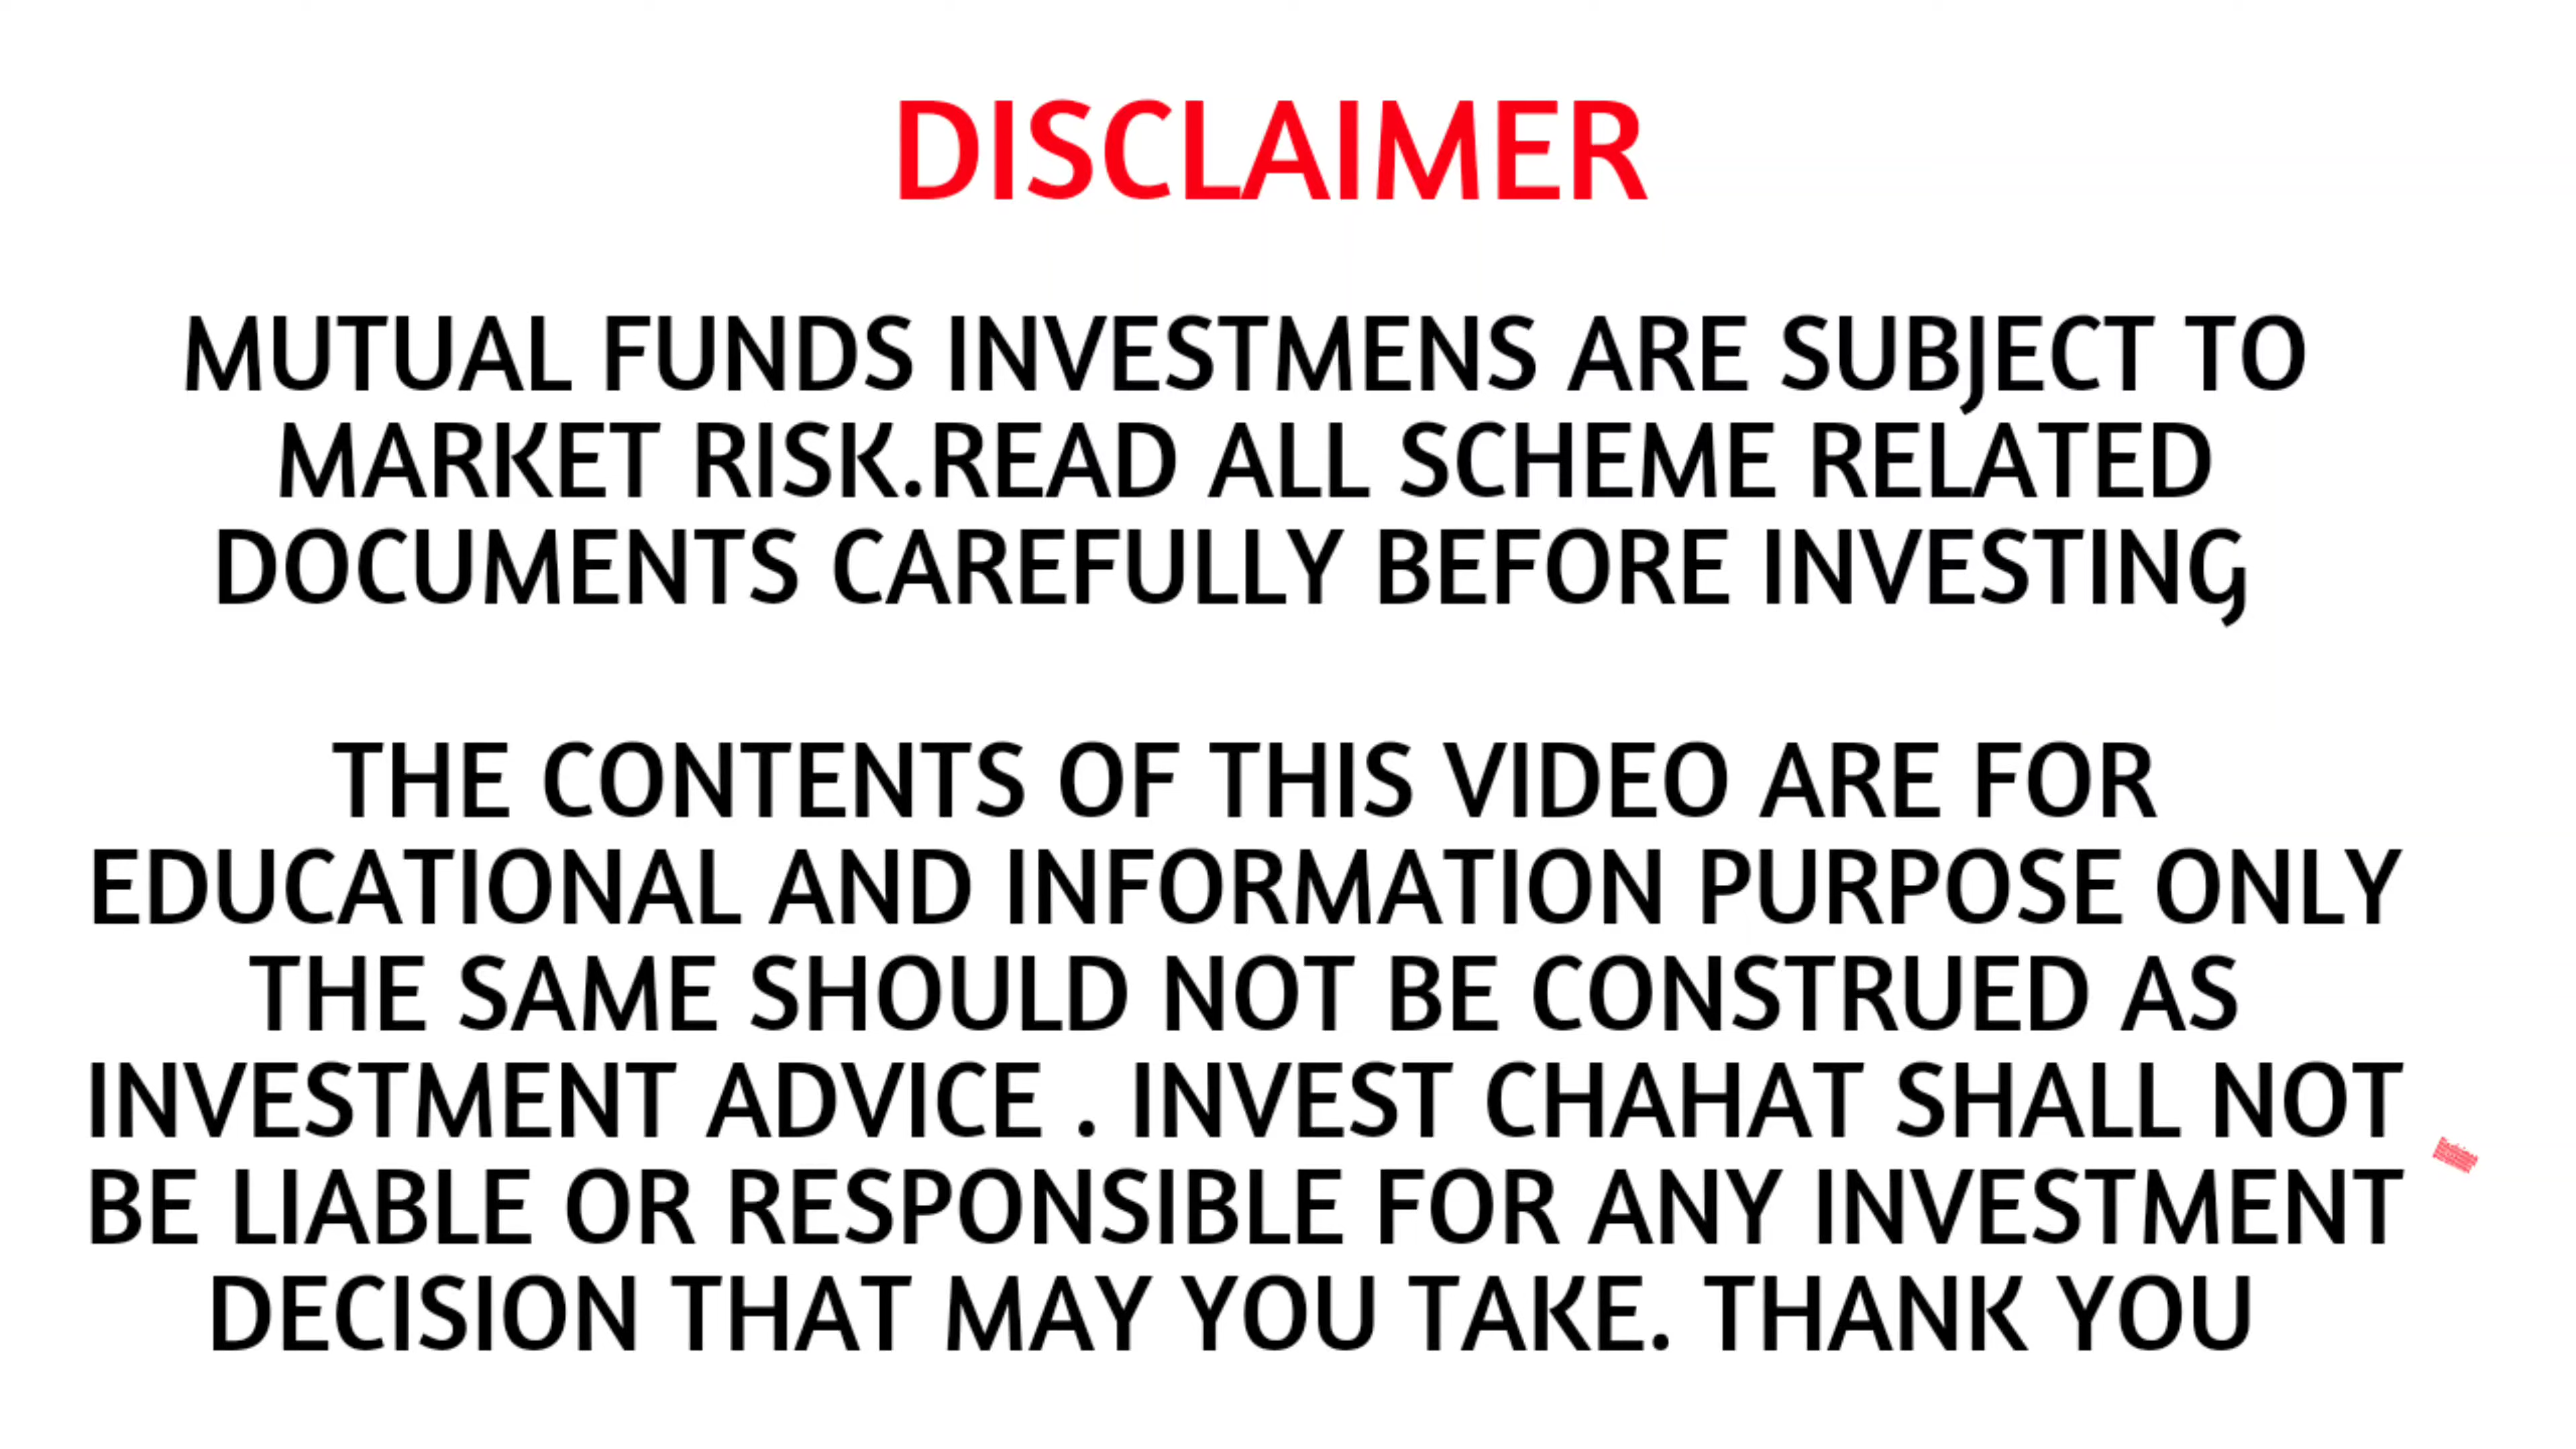 DISCLAIMER
MUTUAL FUNDS INVESTMENS ARE SUBJECT TO
MARKET RISK.READ ALL SCHEME RELATED
DOCUMENTS CAREFULLY BEFORE INVESTING
THE CONTENTS OF THIS VIDEO ARE FOR
EDUCATIONAL AND INFORMATION PURPOSE ONLY
THE SAME SHOULD NOT BE CONSTRUED AS
INVESTMENT ADVICE . INVEST CHAHAT SHALL NOT
BE LIABLE OR RESPONSIBLE FOR ANY INVESTMENT
DECISION THAT MAY YOU TAKE. THANK YOU